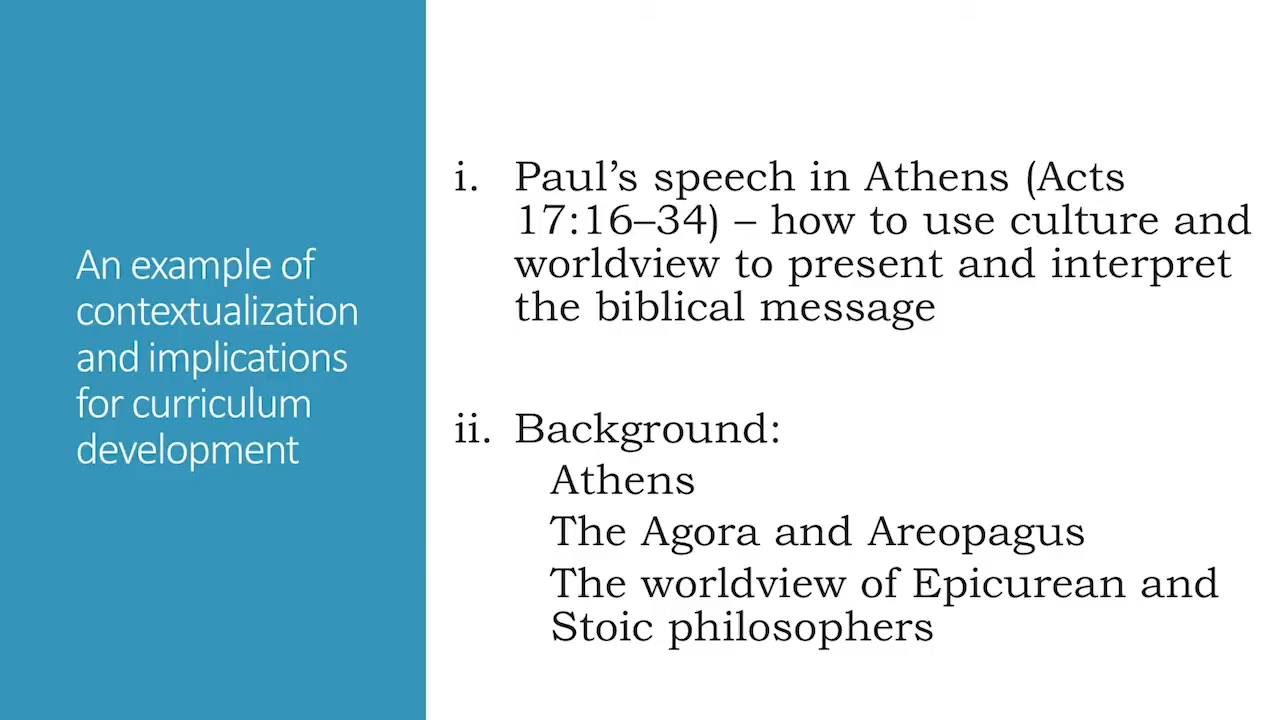 An example of
contextualization
and implications
for curriculum
development
i. Paul’s speech in Athens (Acts
17:16–34) – how to use culture and
worldview to present and interpret
the biblical message
ii. Background:
Athens
The Agora and Areopagus
The worldview of Epicurean and
Stoic philosophers